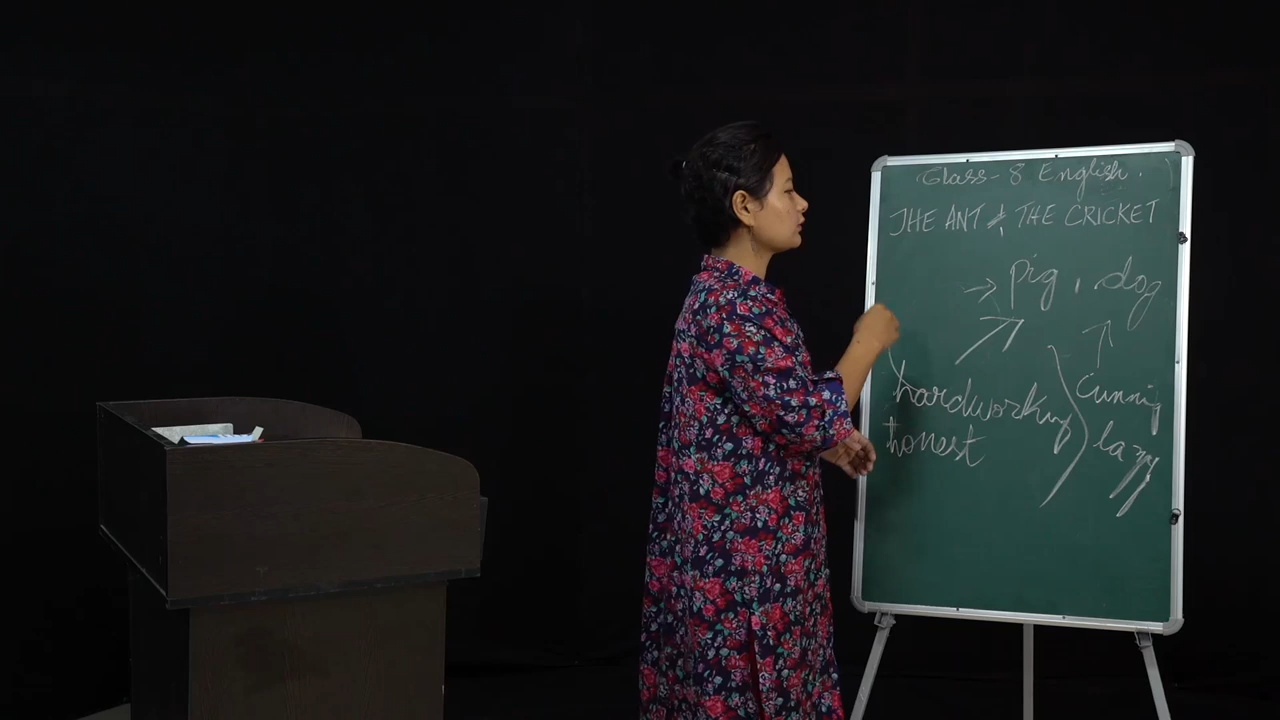 Class - 8 English.
THE ANT & THE CRICKET
→ pig, dog
hardworking cunning
honest lazy